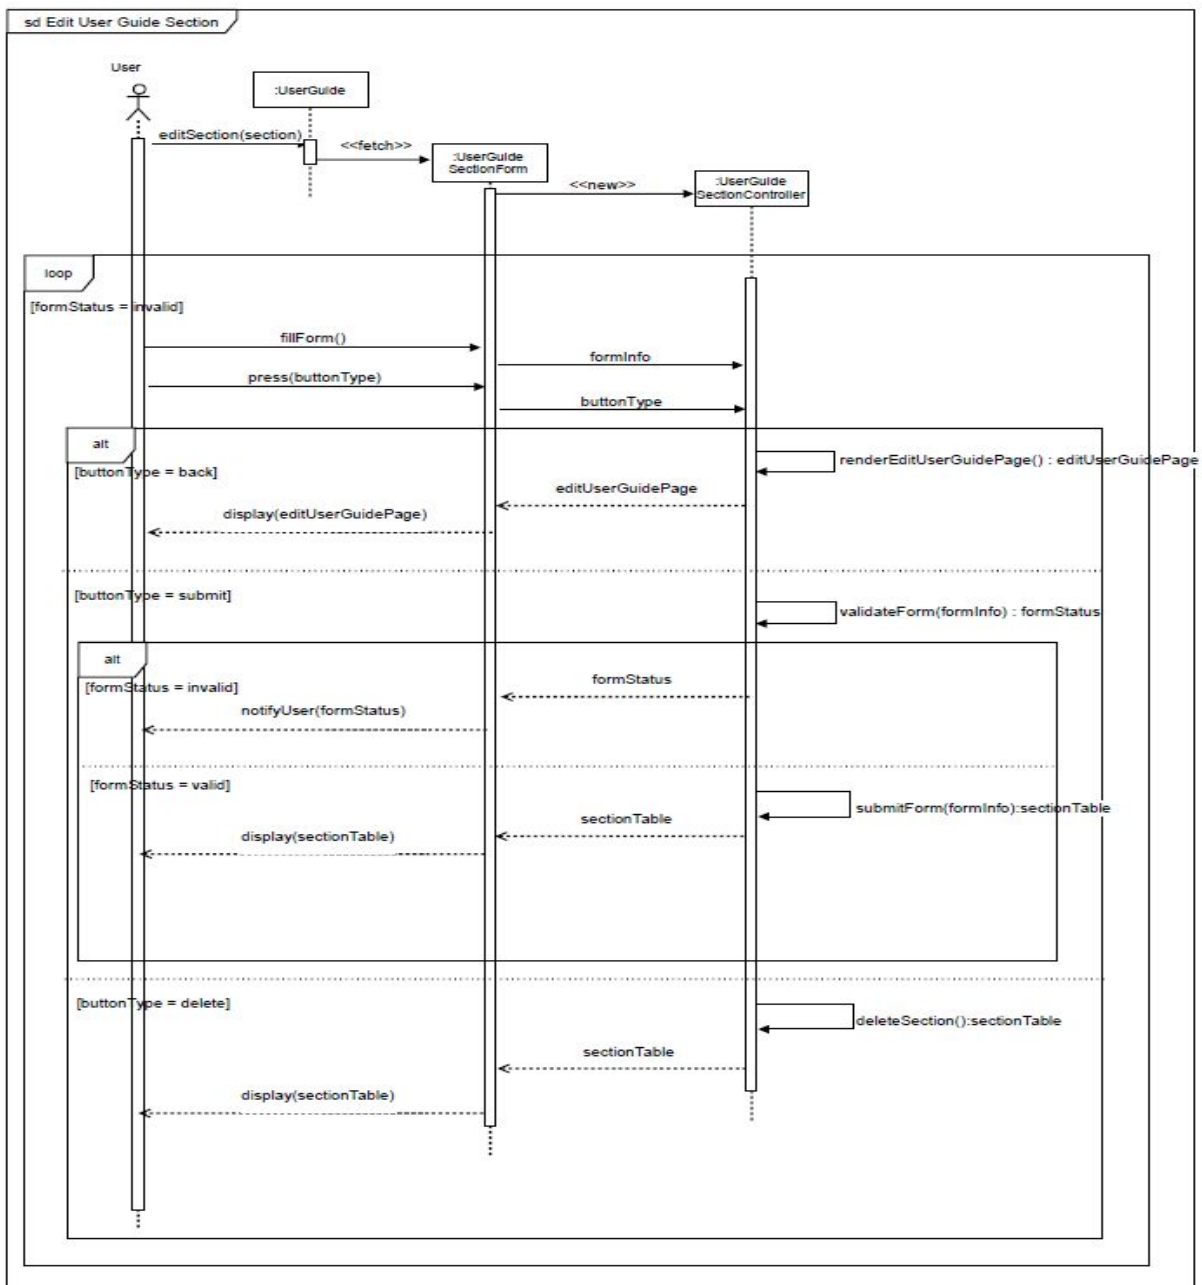 sd Edit User Guide Section
User
:UserGuide
editSection(section)
<<fetch>>
:UserGuide
SectionForm
<<new>>
:UserGuide
SectionController
loop
[formStatus = invalid]
fillForm()
formInfo
press(buttonType)
buttonType
alt
[buttonType = back]
renderEditUserGuidePage() : editUserGuidePage
editUserGuidePage
display(editUserGuidePage)
[buttonType = submit]
validateForm(formInfo) : formStatus
alt
[formStatus = invalid]
formStatus
notifyUser(formStatus)
[formStatus = valid]
submitForm(formInfo):sectionTable
sectionTable
display(sectionTable)
[buttonType = delete]
deleteSection():sectionTable
sectionTable
display(sectionTable)